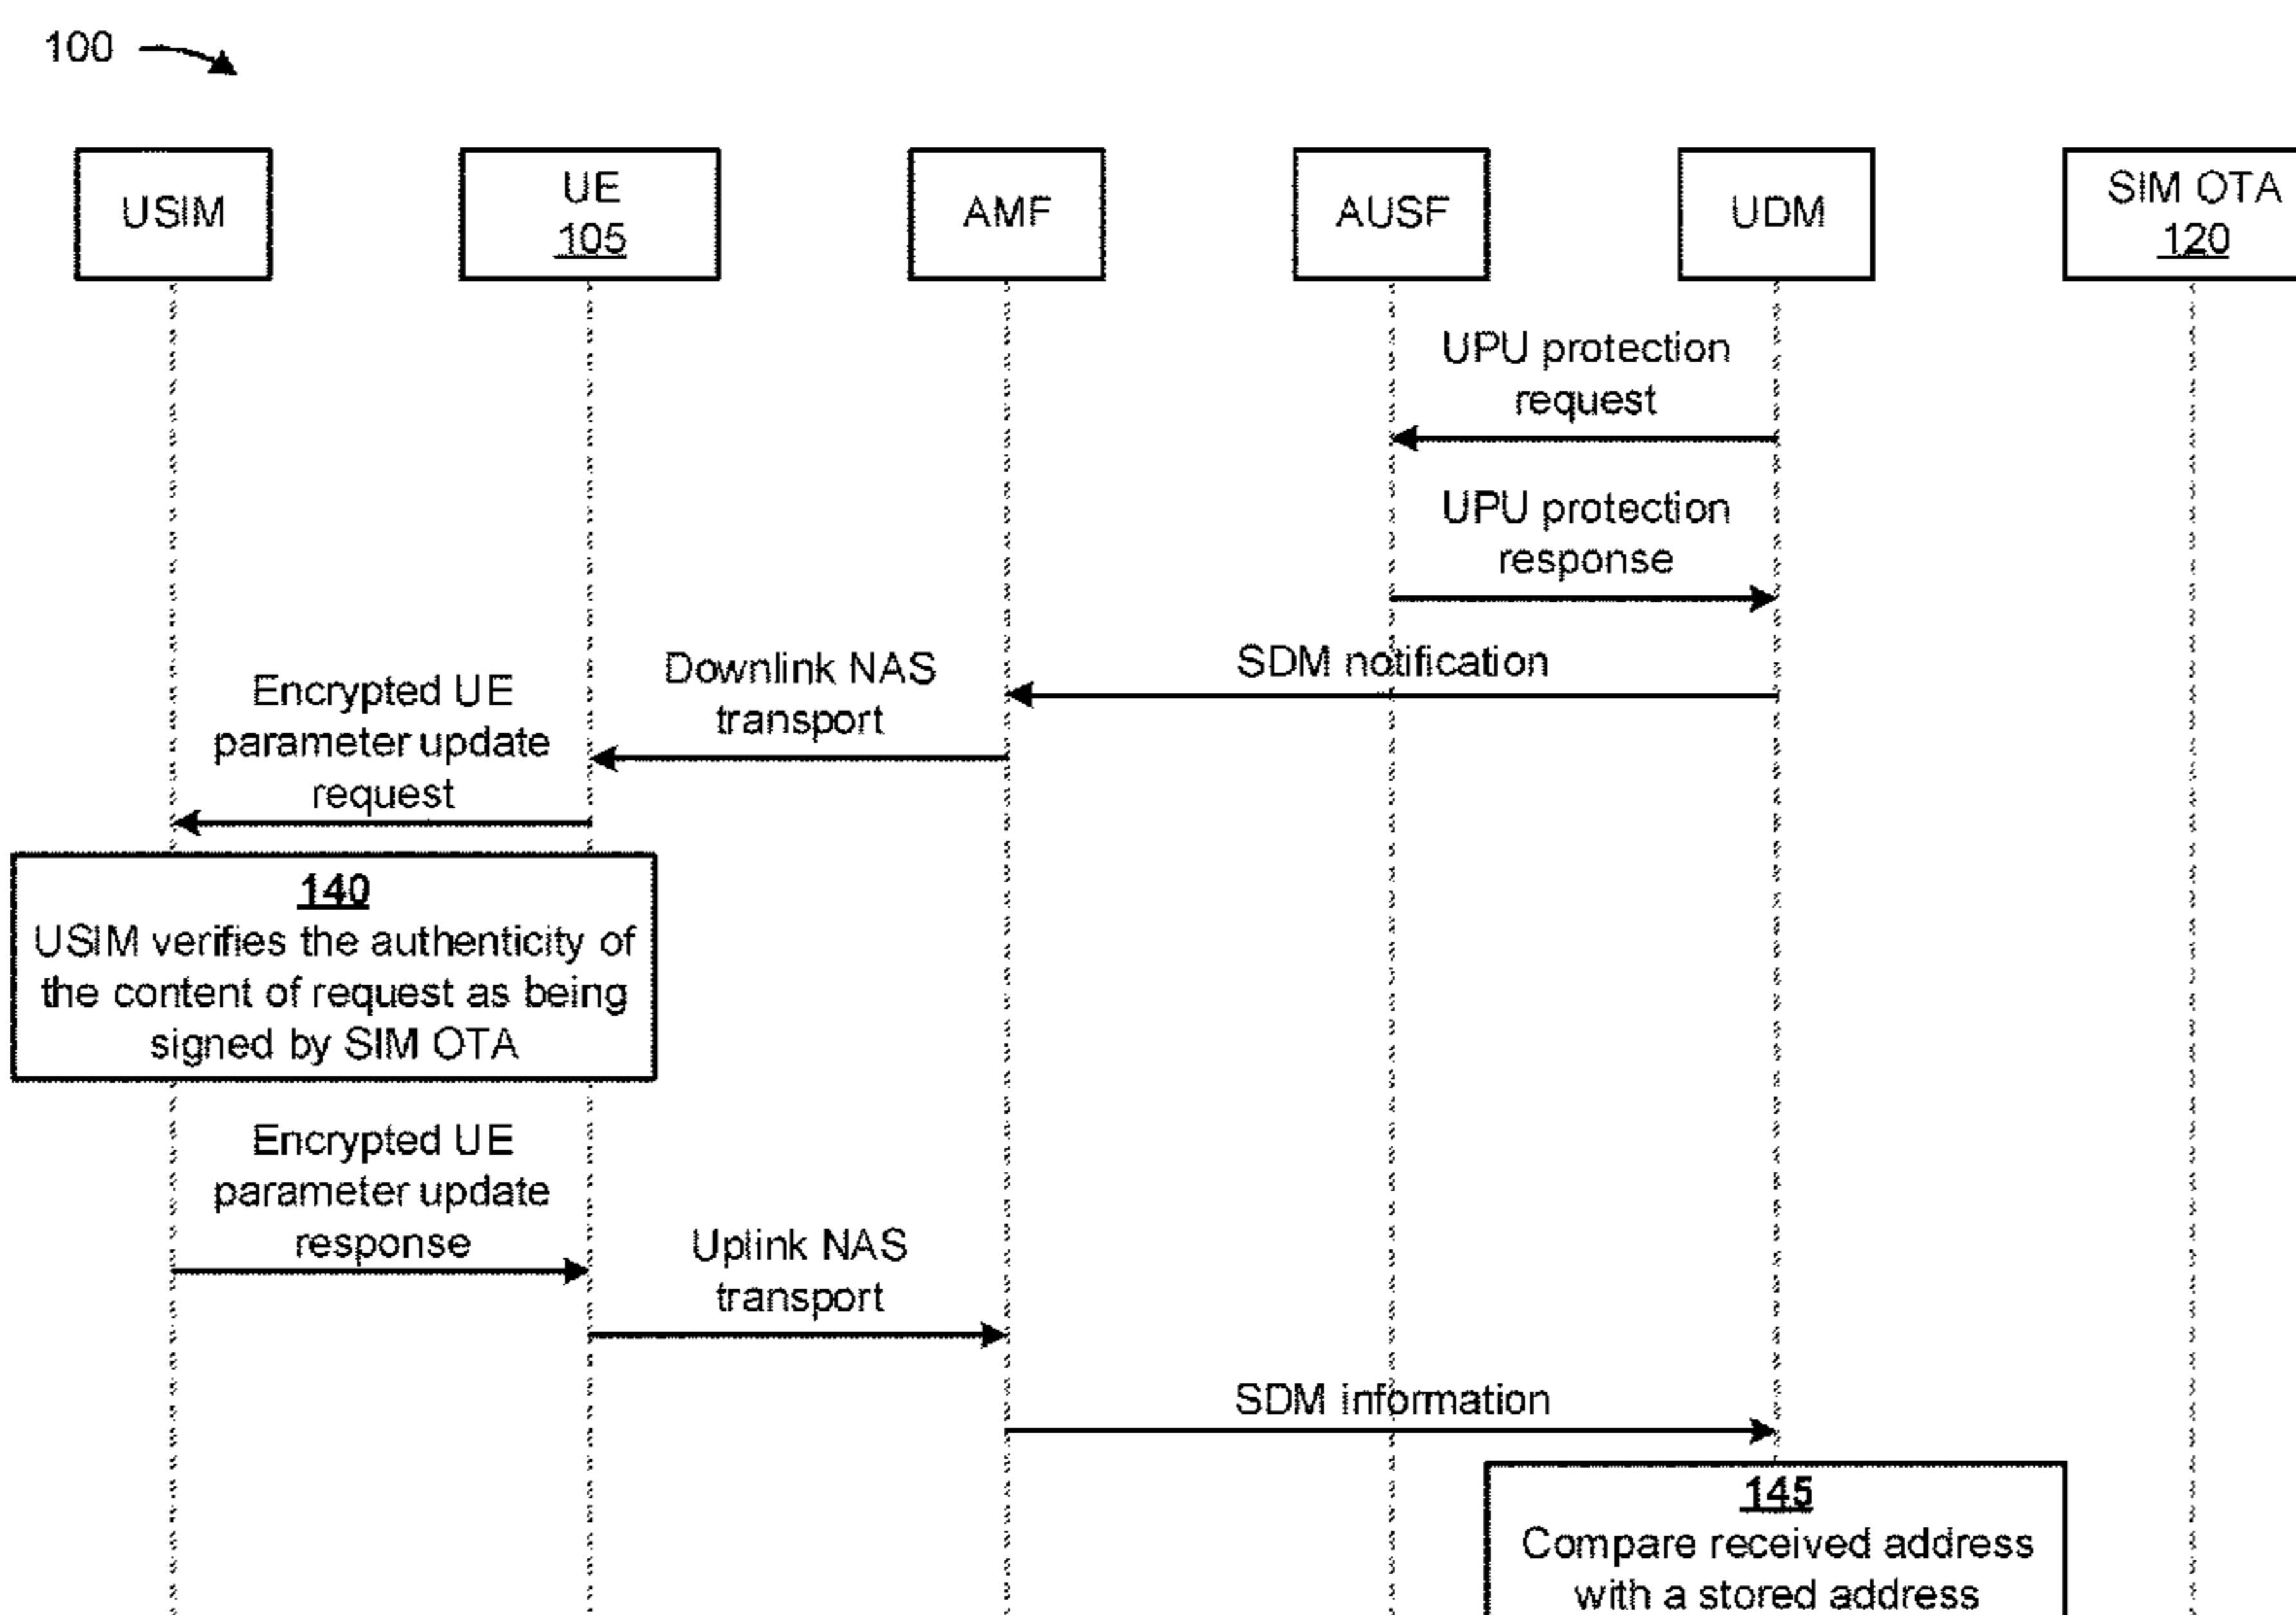 100
USIM
UE
105
AMF
AUSF
UDM
SIM OTA
120
UPU protection
request
UPU protection
response
SDM notification
Downlink NAS
transport
Encrypted UE
parameter update
request
140
USIM verifies the authenticity of
the content of request as being
signed by SIM OTA
Encrypted UE
parameter update
response
Uplink NAS
transport
SDM information
145
Compare received address
with a stored address